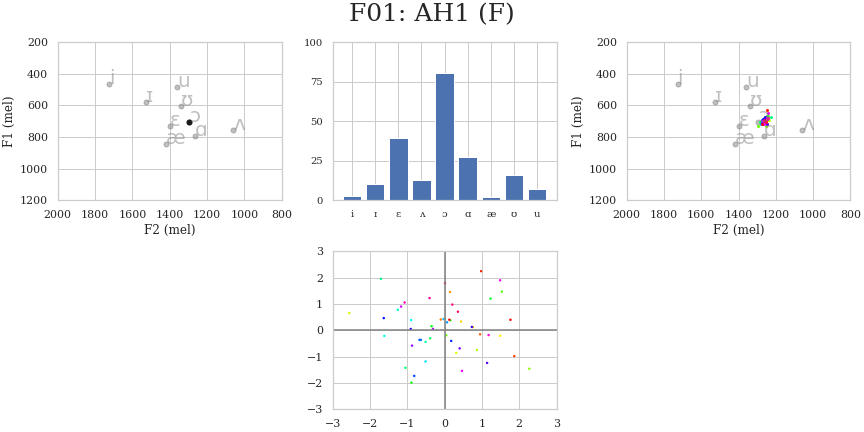 F01: AH1 (F)
200
400
600
800
1000
1200
F1 (mel)
i
ɪ
u
ʊ
ɛ
ɔ
æ
ɑ
ʌ
2000 1800 1600 1400 1200 1000 800
F2 (mel)
100
75
50
25
0
i ɪ ɛ ʌ ɔ ɑ æ ʊ u
200
400
600
800
1000
1200
F1 (mel)
i
ɪ
u
ʊ
ɛ
æ
ɑ
ʌ
2000 1800 1600 1400 1200 1000 800
F2 (mel)
3
2
1
0
−1
−2
−3
−3 −2 −1 0 1 2 3